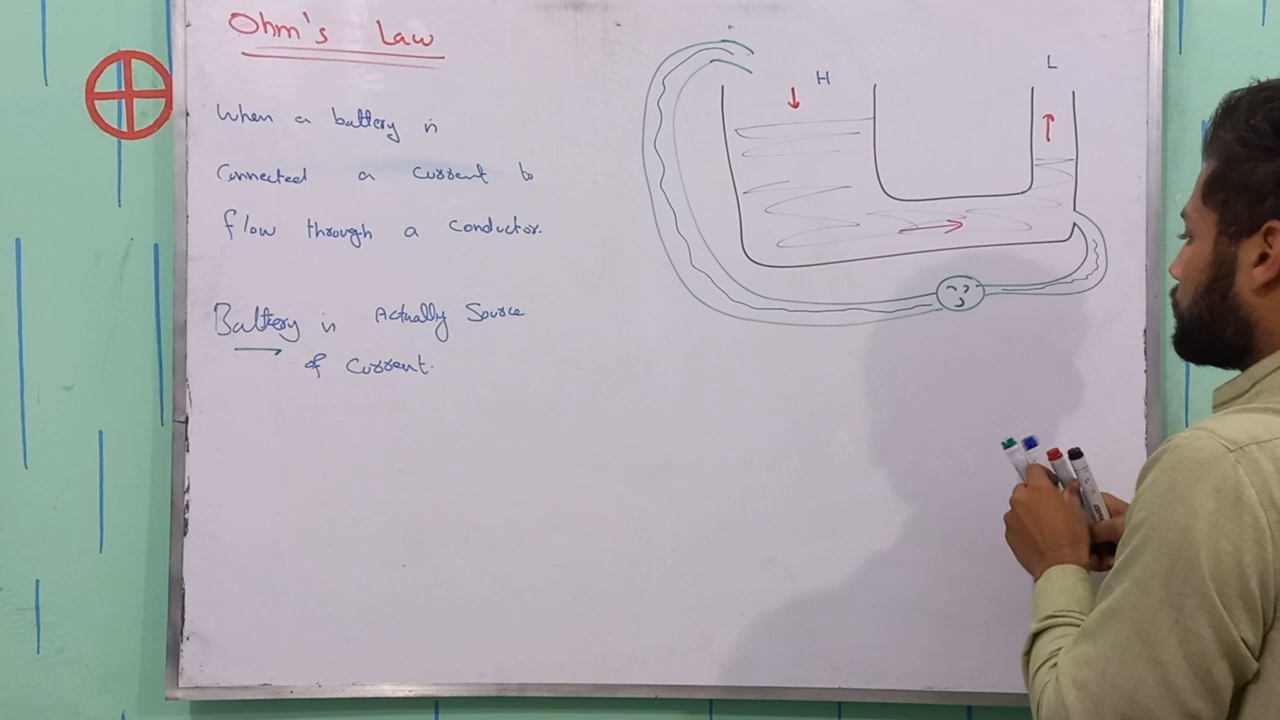 Ohm's Law
When a battery is
Connected a current to
flow through a conductor.
Battery is Actually Source
of current.
H
L